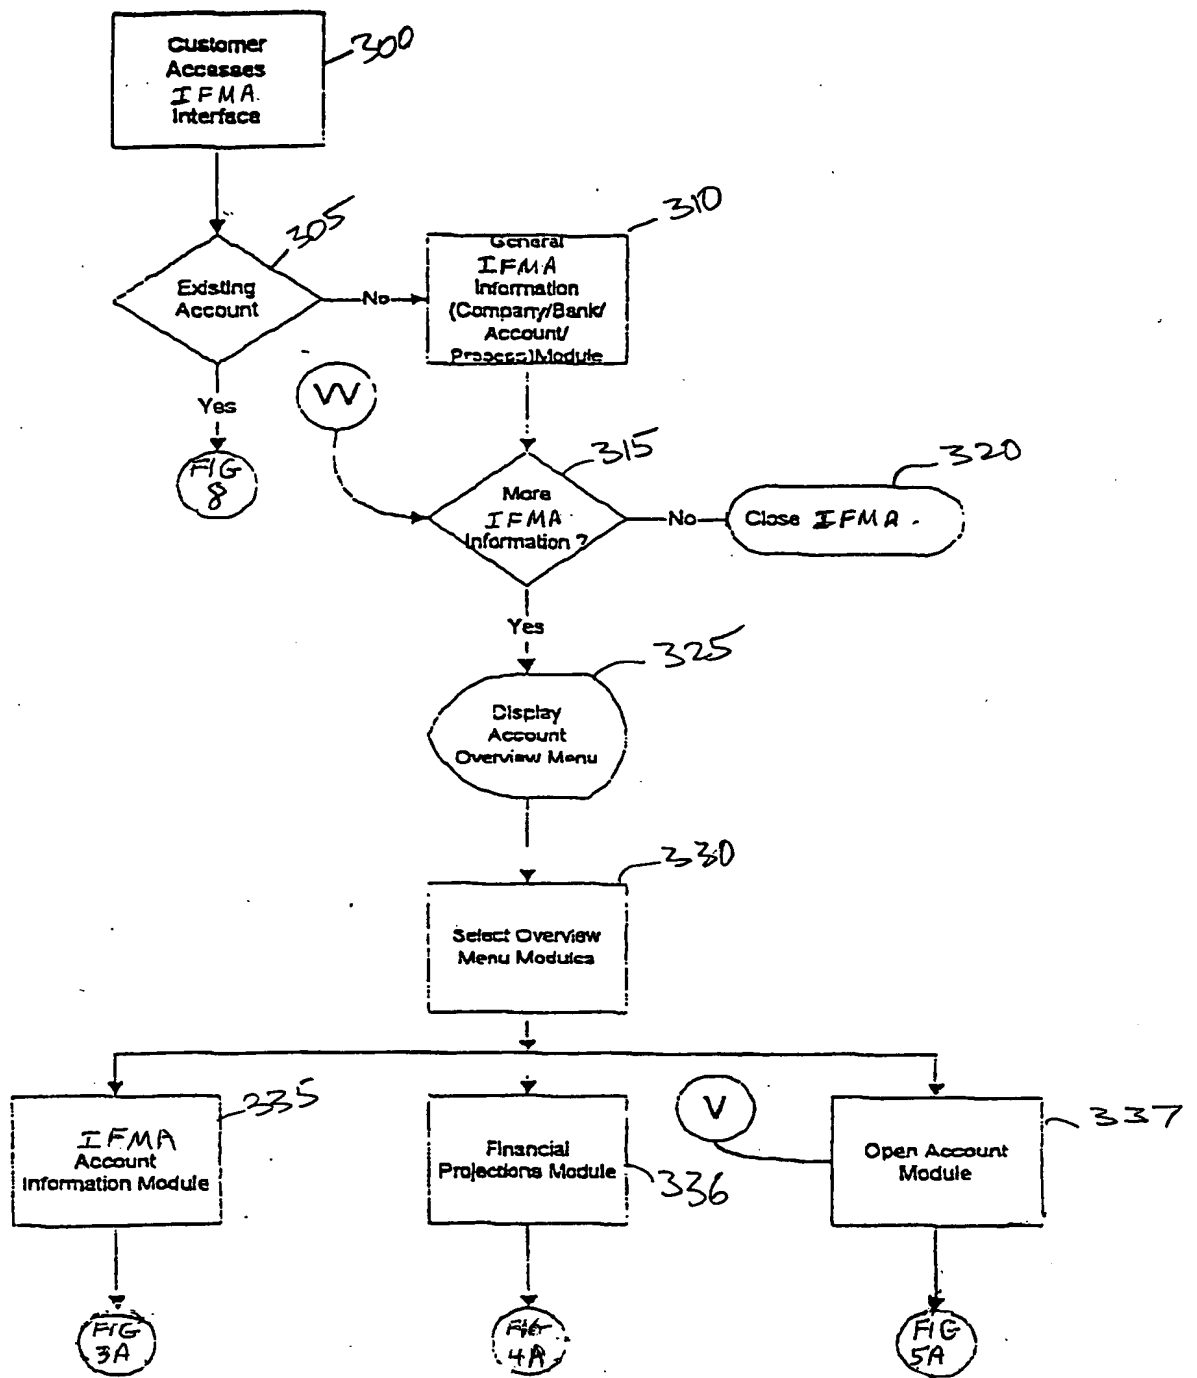 Customer
Accesses
IFMA
Interface
300
305
Existing
Account
No
310
General
IFMA
Information
(Company/Bank/
Account/
Process)Module
Yes
FIG
8
W
315
More
IFMA
Information?
No
320
Close IFMA.
Yes
325
Display
Account
Overview Menu
330
Select Overview
Menu Modules
335
IFMA
Account
Information Module
336
Financial
Projections Module
V
337
Open Account
Module
FIG
3A
FIG
4A
FIG
5A